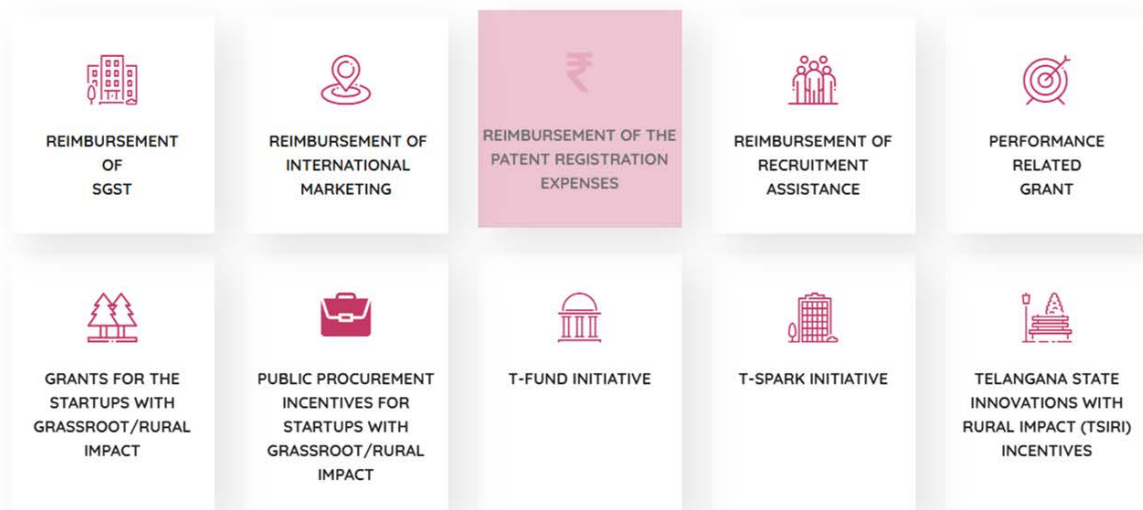 REIMBURSEMENT
OF
SGST
REIMBURSEMENT OF
INTERNATIONAL
MARKETING
₹
REIMBURSEMENT OF THE
PATENT REGISTRATION
EXPENSES
REIMBURSEMENT OF
RECRUITMENT
ASSISTANCE
PERFORMANCE
RELATED
GRANT
GRANTS FOR THE
STARTUPS WITH
GRASSROOT/RURAL
IMPACT
PUBLIC PROCUREMENT
INCENTIVES FOR
STARTUPS WITH
GRASSROOT/RURAL
IMPACT
T-FUND INITIATIVE
T-SPARK INITIATIVE
TELANGANA STATE
INNOVATIONS WITH
RURAL IMPACT (TSIRI)
INCENTIVES